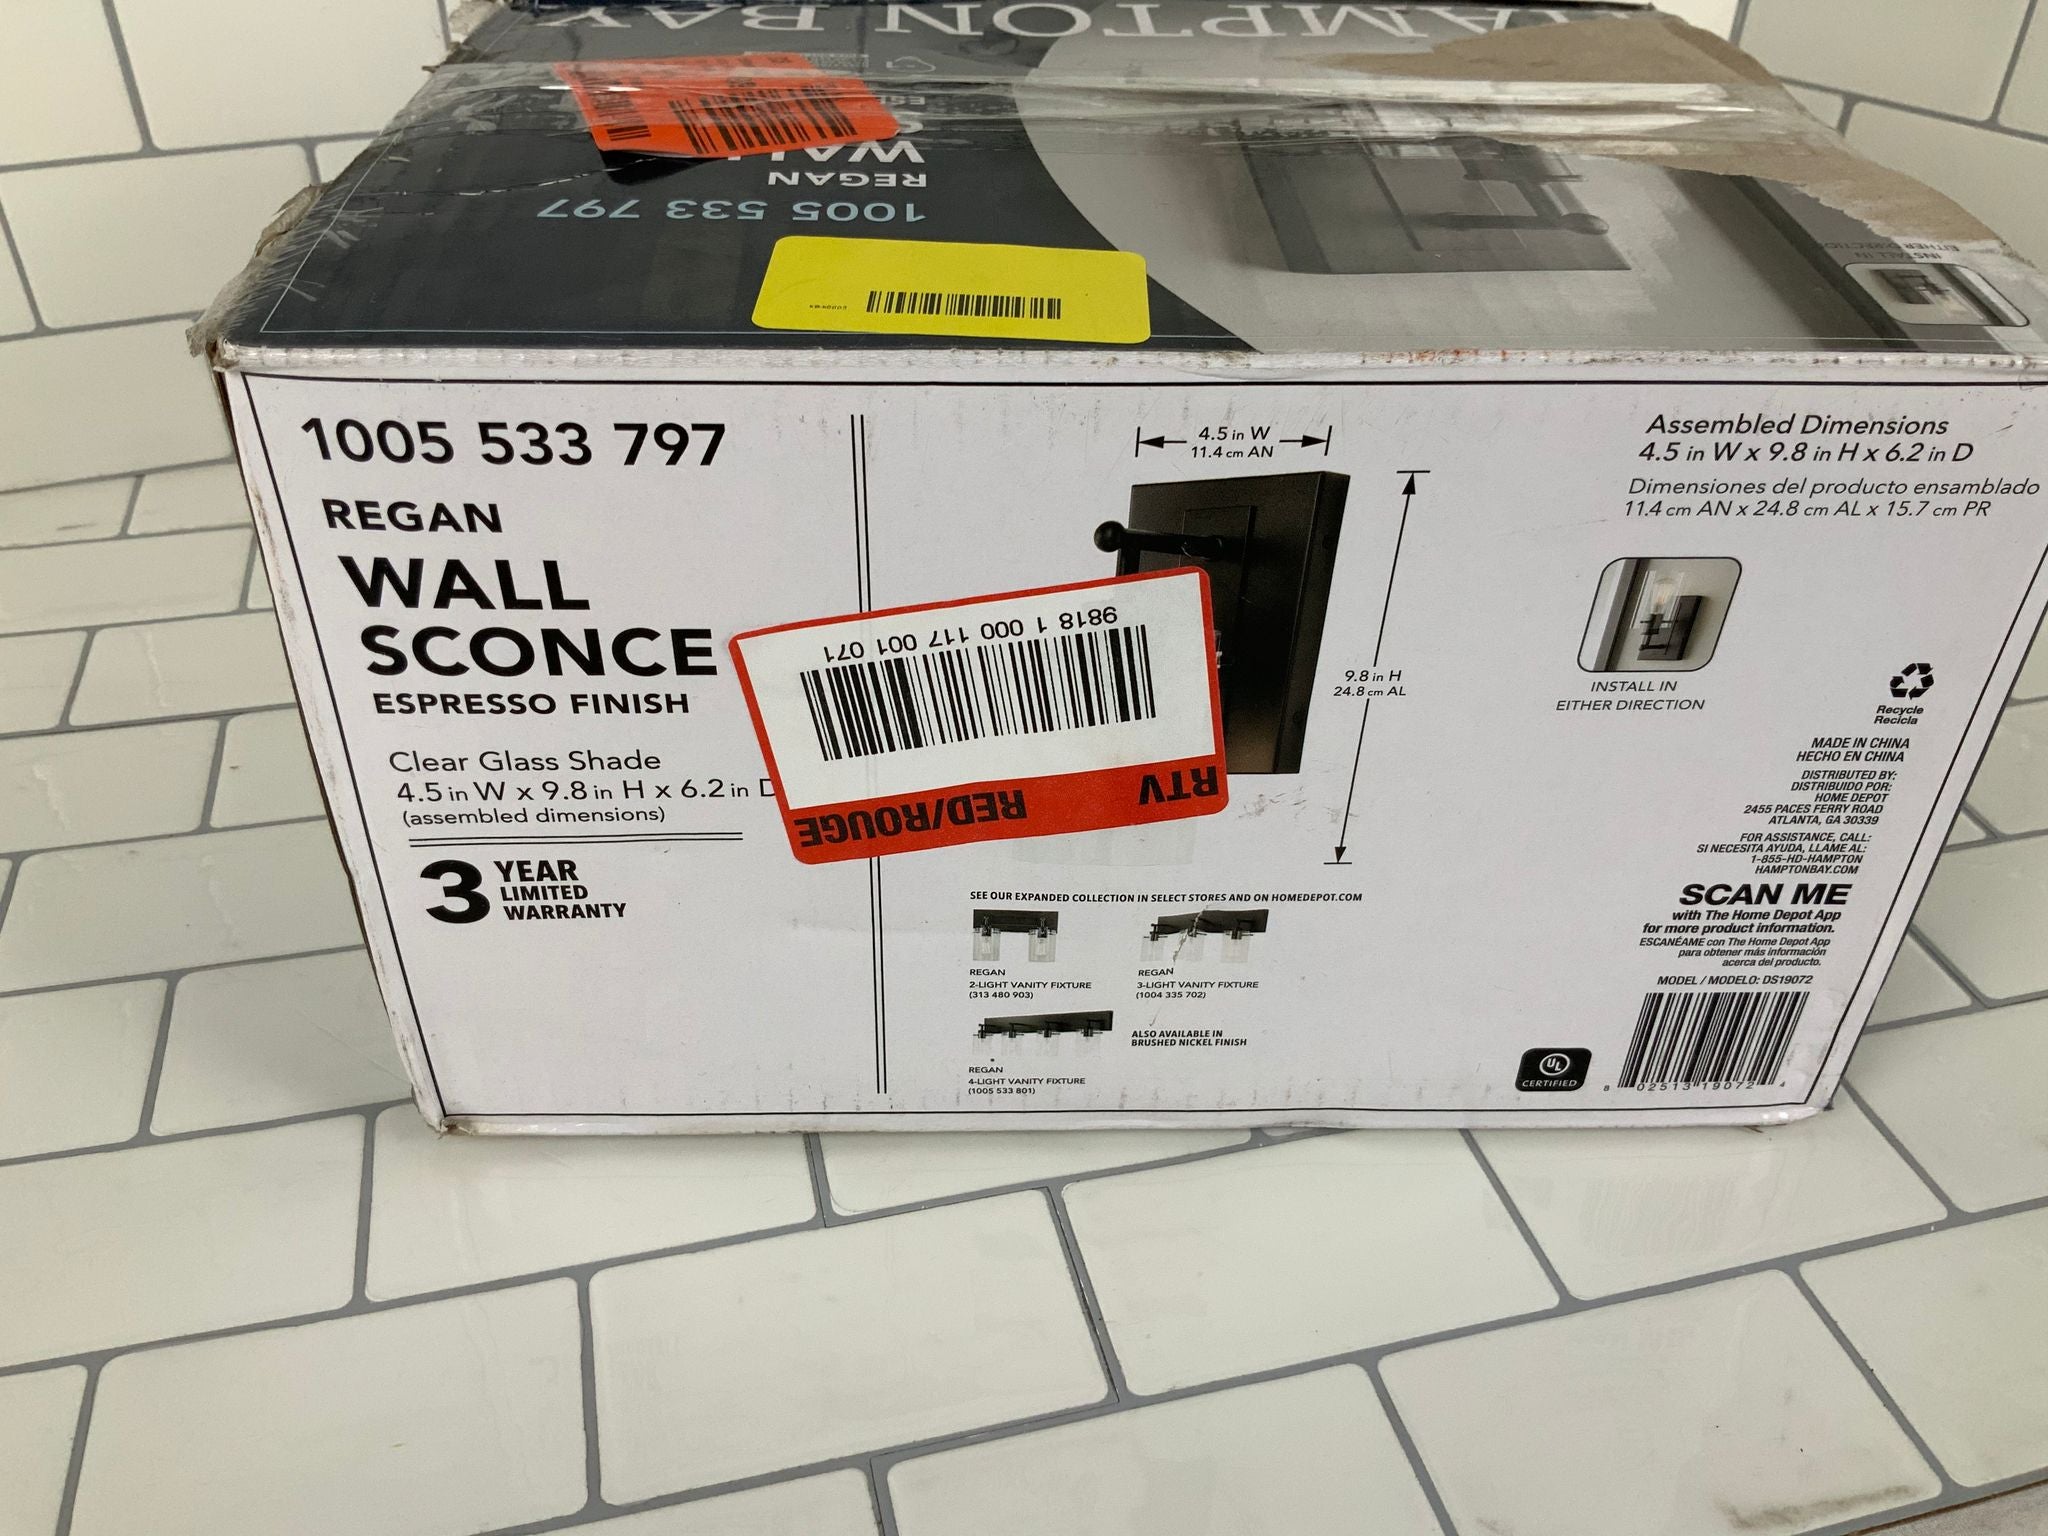 HAMPTON BAY
WALL
REGAN
1005 533 797
INSTALL IN
EITHER DIRECTION
1005 533 797
REGAN
WALL
SCONCE
ESPRESSO FINISH
Clear Glass Shade
4.5 in W x 9.8 in H x 6.2 in D
(assembled dimensions)
3 YEAR
LIMITED
WARRANTY
4.5 in W
11.4 cm AN
9.8 in H
24.8 cm AL
9818 1 000 117 001 071
RTV
RED/ROUGE
SEE OUR EXPANDED COLLECTION IN SELECT STORES AND ON HOMEDEPOT.COM
REGAN
2-LIGHT VANITY FIXTURE
(313 480 903)
REGAN
3-LIGHT VANITY FIXTURE
(1004 335 702)
REGAN
4-LIGHT VANITY FIXTURE
(1005 533 801)
ALSO AVAILABLE IN
BRUSHED NICKEL FINISH
Assembled Dimensions
4.5 in W x 9.8 in H x 6.2 in D
Dimensiones del producto ensamblado
11.4 cm AN x 24.8 cm AL x 15.7 cm PR
INSTALL IN
EITHER DIRECTION
Recycle
Recicla
MADE IN CHINA
HECHO EN CHINA
DISTRIBUTED BY:
DISTRIBUIDO POR:
HOME DEPOT
2455 PACES FERRY ROAD
ATLANTA, GA 30339
FOR ASSISTANCE, CALL:
SI NECESITA AYUDA, LLAME AL:
1-855-HD-HAMPTON
HAMPTONBAY.COM
SCAN ME
with The Home Depot App
for more product information.
ESCANÉAME con The Home Depot App
para obtener más información
acerca del producto.
MODEL / MODELO: DS19072
UL
CERTIFIED
8 02513 19072 4